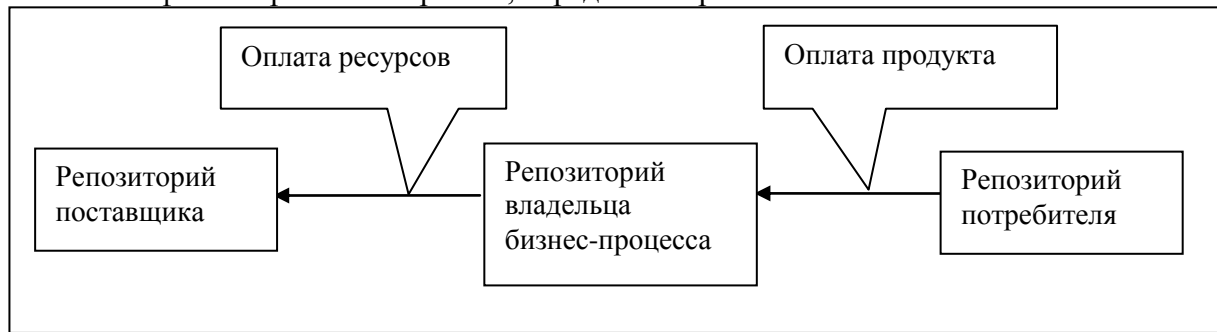 Оплата ресурсов
Оплата продукта
Репозиторий
поставщика
Репозиторий
владельца
бизнес-процесса
Репозиторий
потребителя